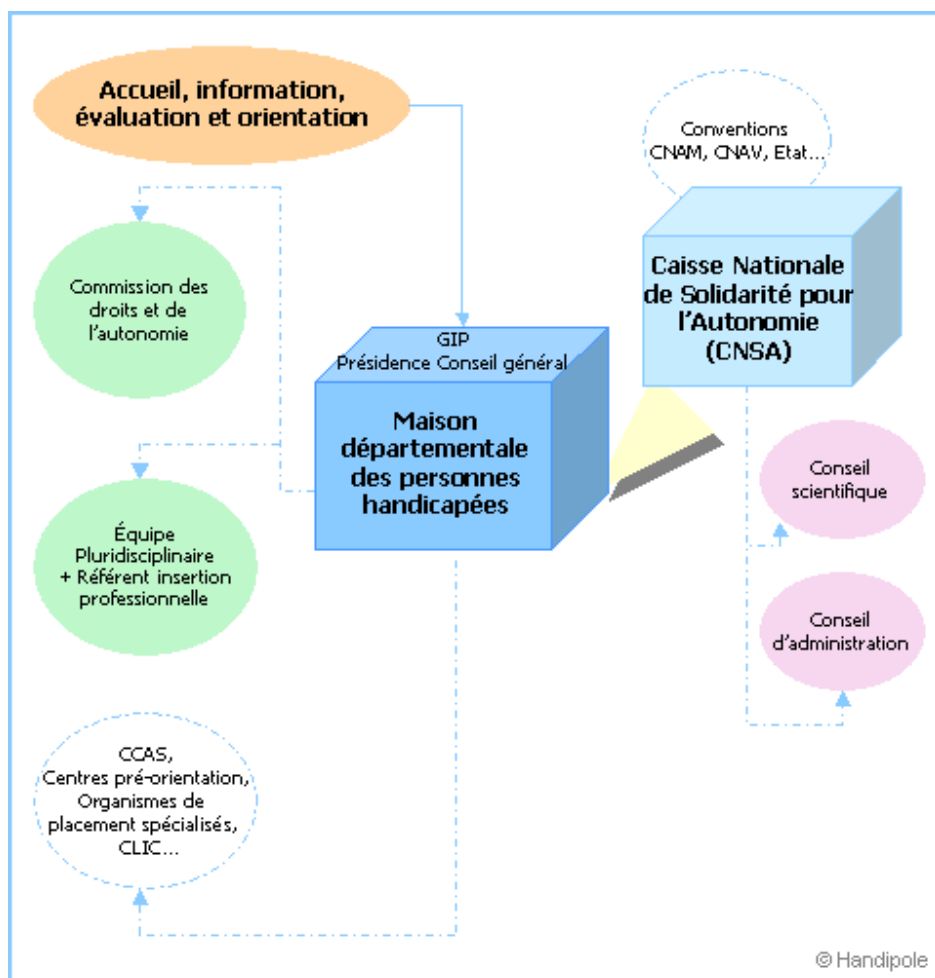 Accueil, information,
évaluation et orientation
Conventions
CNAM, CNAV, Etat...
Commission des
droits et de
l'autonomie
Caisse Nationale
de Solidarité pour
l'Autonomie
(CNSA)
GIP
Présidence Conseil général
Maison
départementale
des personnes
handicapées
Conseil
scientifique
Équipe
Pluridisciplinaire
+ Référent insertion
professionnelle
Conseil
d'administration
CCAS,
Centres pré-orientation,
Organismes de
placement spécialisés,
CLIC...
© Handipole